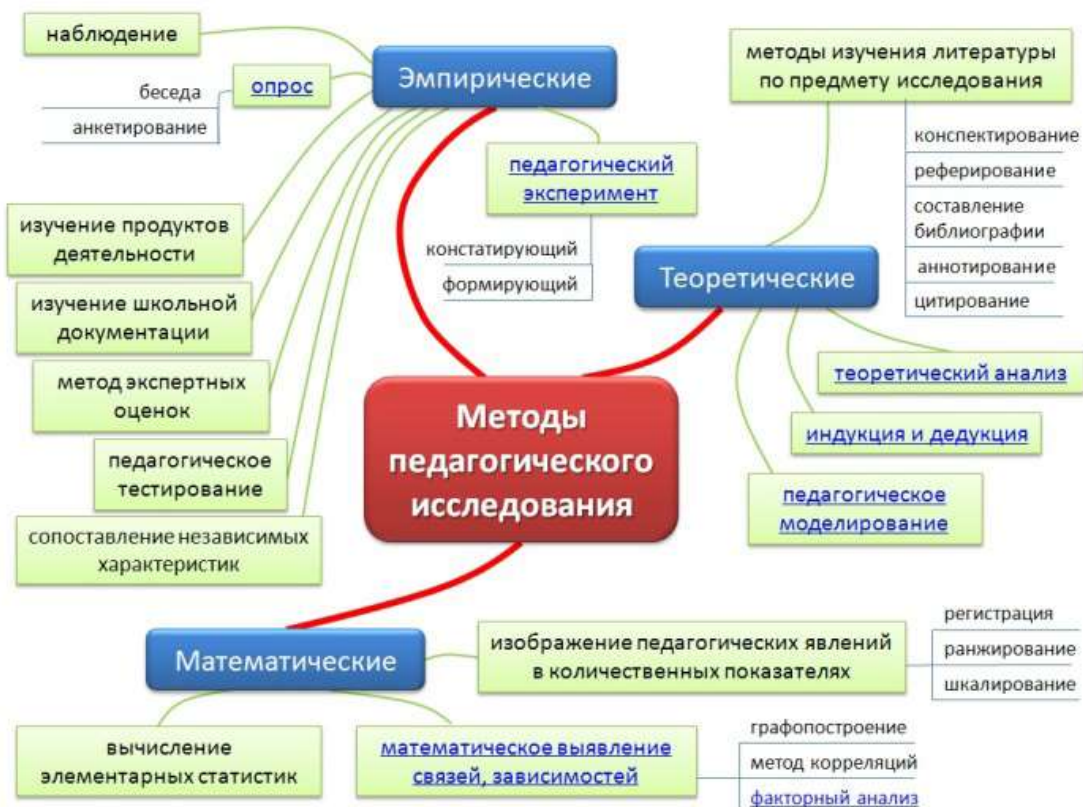 наблюдение
Эмпирические
опрос
беседа
анкетирование
педагогический
эксперимент
констатирующий
формирующий
изучение продуктов
деятельности
изучение школьной
документации
метод экспертных
оценок
педагогическое
тестирование
сопоставление независимых
характеристик
методы изучения литературы
по предмету исследования
конспектирование
реферирование
составление
библиографии
аннотирование
цитирование
Теоретические
теоретический анализ
индукция и дедукция
педагогическое
моделирование
Методы
педагогического
исследования
Математические
изображение педагогических явлений
в количественных показателях
регистрация
ранжирование
шкалирование
вычисление
элементарных статистик
математическое выявление
связей, зависимостей
графопостроение
метод корреляций
факторный анализ